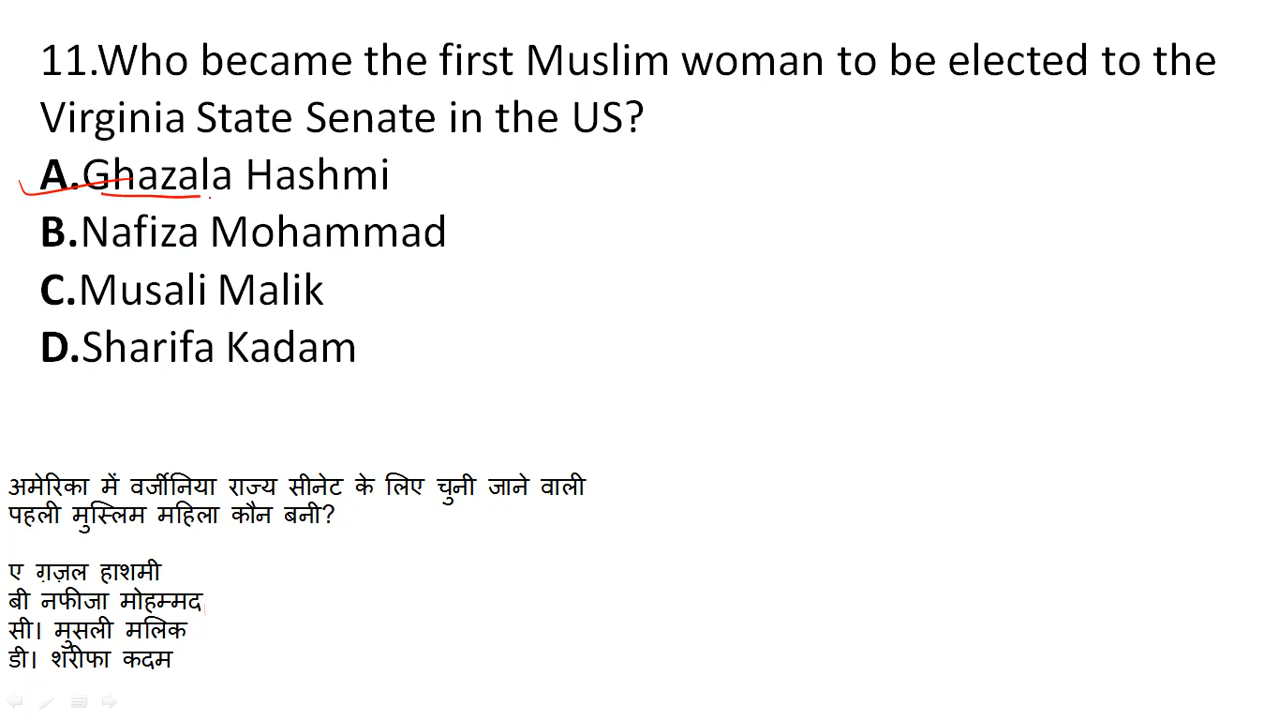 11.Who became the first Muslim woman to be elected to the
Virginia State Senate in the US?
A.Ghazala Hashmi
B.Nafiza Mohammad
C.Musali Malik
D.Sharifa Kadam
अमेरिका में वर्जीनिया राज्य सीनेट के लिए चुनी जाने वाली
पहली मुस्लिम महिला कौन बनी?
ए ग़ज़ल हाशमी
बी नफीजा मोहम्मद
सी। मुसली मलिक
डी। शरीफा कदम